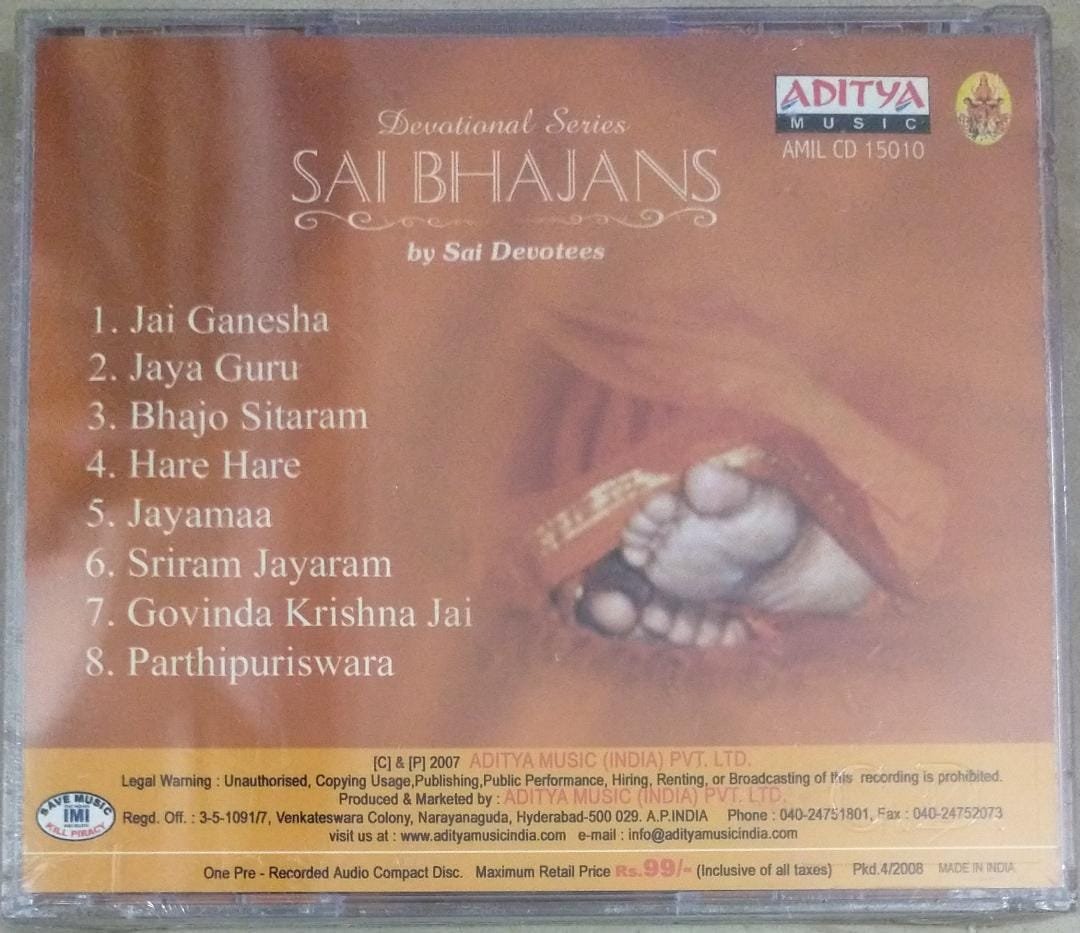 ADITYA
MUSIC
AMIL CD 15010
Devotional Series
SAI BHAJANS
by Sai Devotees
1. Jai Ganesha
2. Jaya Guru
3. Bhajo Sitaram
4. Hare Hare
5. Jayamaa
6. Sriram Jayaram
7. Govinda Krishna Jai
8. Parthipuriswara
[C] & [P] 2007 ADITYA MUSIC (INDIA) PVT. LTD.
Legal Warning : Unauthorised, Copying Usage,Publishing,Public Performance, Hiring, Renting, or Broadcasting of this recording is prohibited.
Produced & Marketed by : ADITYA MUSIC (INDIA) PVT. LTD.
SAVE MUSIC
IMI
KILL PIRACY
Regd. Off. : 3-5-1091/7, Venkateswara Colony, Narayanaguda, Hyderabad-500 029. A.P.INDIA Phone : 040-24751801, Fax : 040-24752073
visit us at : www.adityamusicindia.com e-mail : info@adityamusicindia.com
One Pre - Recorded Audio Compact Disc. Maximum Retail Price Rs.99/- (Inclusive of all taxes) Pkd.4/2008 MADE IN INDIA